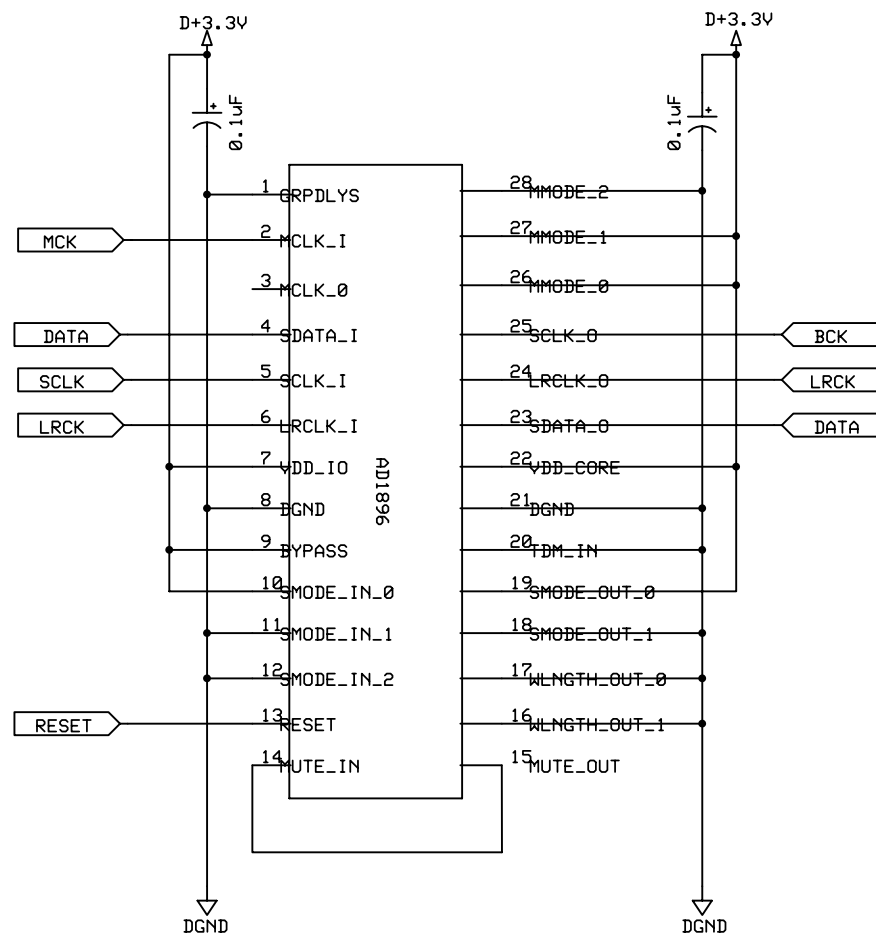 D+3.3V
D+3.3V
+
0.1uF
0.1uF
+
1 GRPDLYS
28 MMODE_2
MCK
2 MCLK_I
27 MMODE_1
3 MCLK_0
26 MMODE_0
DATA
4 SDATA_I
25 SCLK_O
BCK
SCLK
5 SCLK_I
24 LRCLK_O
LRCK
LRCK
6 LRCLK_I
23 SDATA_O
DATA
7 VDD_IO
22 VDD_CORE
AD1896
8 DGND
21 DGND
9 BYPASS
20 TDM_IN
10 SMODE_IN_0
19 SMODE_OUT_0
11 SMODE_IN_1
18 SMODE_OUT_1
12 SMODE_IN_2
17 WLNGTH_OUT_0
RESET
13 RESET
16 WLNGTH_OUT_1
14 MUTE_IN
15 MUTE_OUT
DGND
DGND